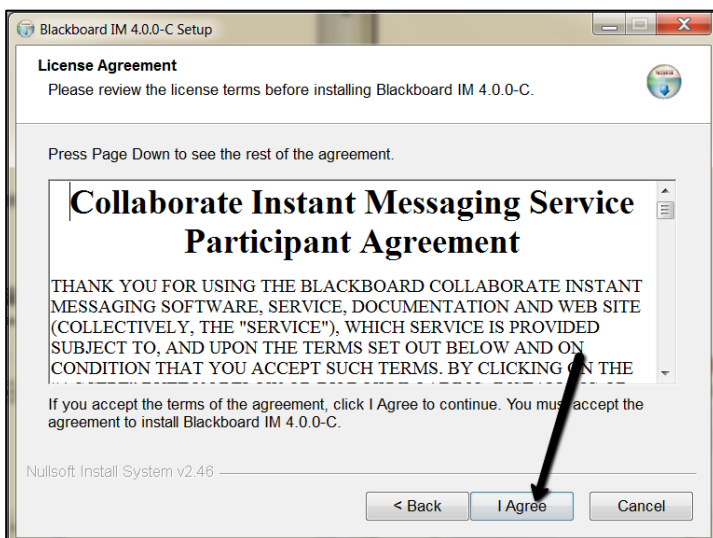 Blackboard IM 4.0.0-C Setup
License Agreement
Please review the license terms before installing Blackboard IM 4.0.0-C.
Press Page Down to see the rest of the agreement.
Collaborate Instant Messaging Service
Participant Agreement
THANK YOU FOR USING THE BLACKBOARD COLLABORATE INSTANT
MESSAGING SOFTWARE, SERVICE, DOCUMENTATION AND WEB SITE
(COLLECTIVELY, THE "SERVICE"), WHICH SERVICE IS PROVIDED
SUBJECT TO, AND UPON THE TERMS SET OUT BELOW AND ON
CONDITION THAT YOU ACCEPT SUCH TERMS. BY CLICKING ON THE
If you accept the terms of the agreement, click I Agree to continue. You must accept the
agreement to install Blackboard IM 4.0.0-C.
Nullsoft Install System v2.46
< Back I Agree Cancel